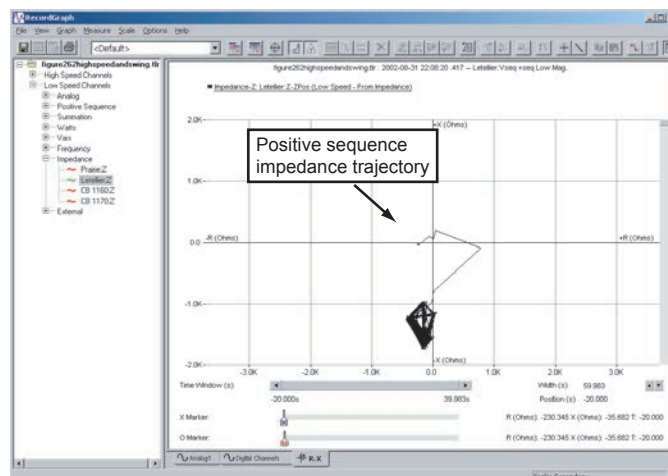 RecordGraph
File View Graph Measure Scale Options Help
<Default>
figure262highspeedandswing.tlr
High Speed Channels
Low Speed Channels
Analog
Positive Sequence
Summation
Watts
Vars
Frequency
Impedance
Prairie:Z
Letellier:Z
CB 1160:Z
CB 1170:Z
External
figure262highspeedandswing.tlr : 2002-08-31 22:08:20 .417 -- Letellier:Vseq +seq Low Mag.
Impedance-Z: Letellier:Z-ZPos (Low Speed - From Impedance)
2.0K
+X (Ohms)
Positive sequence
impedance trajectory
1.0K
0.0
-R (Ohms)
+R (Ohms)
-1.0K
-X (Ohms)
-2.0K
-3.0K -2.0K -1.0K 0.0 1.0K 2.0K 3.0K
Time Window (s) Width (s) 59.983
-20.000s 39.983s Position (s) -20.000
X Marker: R (Ohms): -230.345 X (Ohms): -35.682 T: -20.000
O Marker: R (Ohms): -230.345 X (Ohms): -35.682 T: -20.000
Analog1 Digital Channels R-X